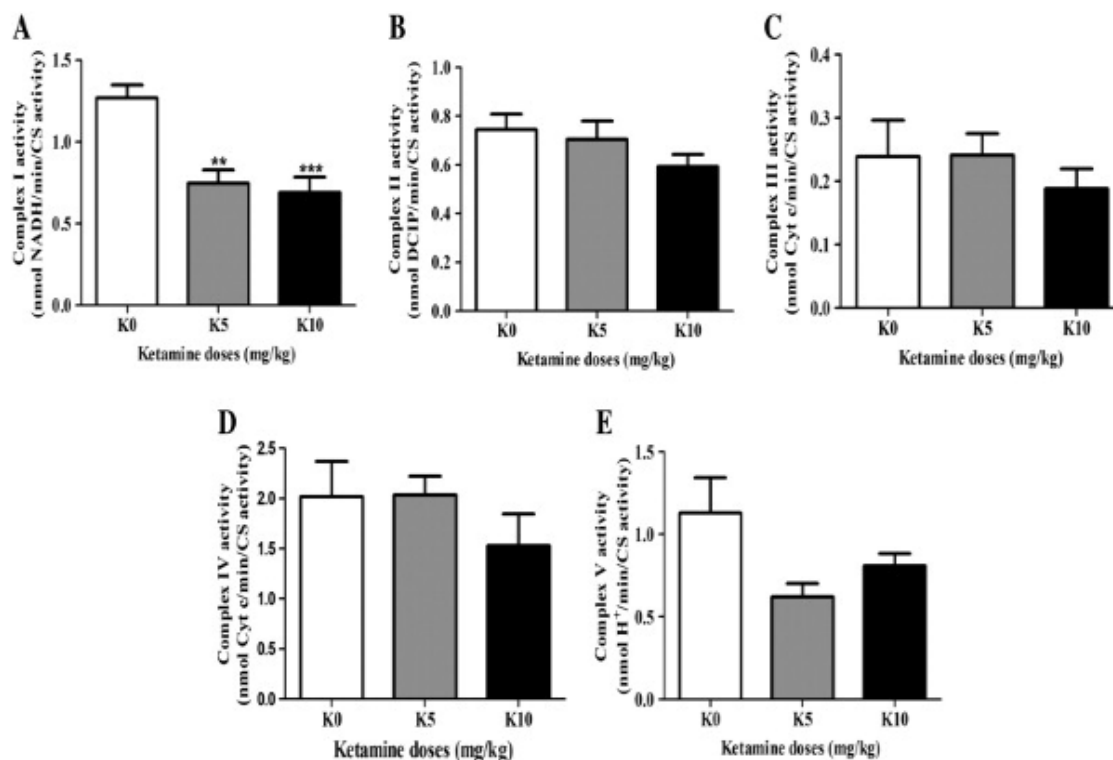 A
Complex I activity
(nmol NADH/min/CS activity)
1.5
1.0
0.5
0.0
**
***
K0 K5 K10
Ketamine doses (mg/kg)
B
Complex II activity
(nmol DCIP/min/CS activity)
1.0
0.8
0.6
0.4
0.2
0.0
K0 K5 K10
Ketamine doses (mg/kg)
C
Complex III activity
(nmol Cyt c/min/CS activity)
0.4
0.3
0.2
0.1
0.0
K0 K5 K10
Ketamine doses (mg/kg)
D
Complex IV activity
(nmol Cyt c/min/CS activity)
2.5
2.0
1.5
1.0
0.5
0.0
K0 K5 K10
Ketamine doses (mg/kg)
E
Complex V activity
(nmol H⁺/min/CS activity)
1.5
1.0
0.5
0.0
K0 K5 K10
Ketamine doses (mg/kg)